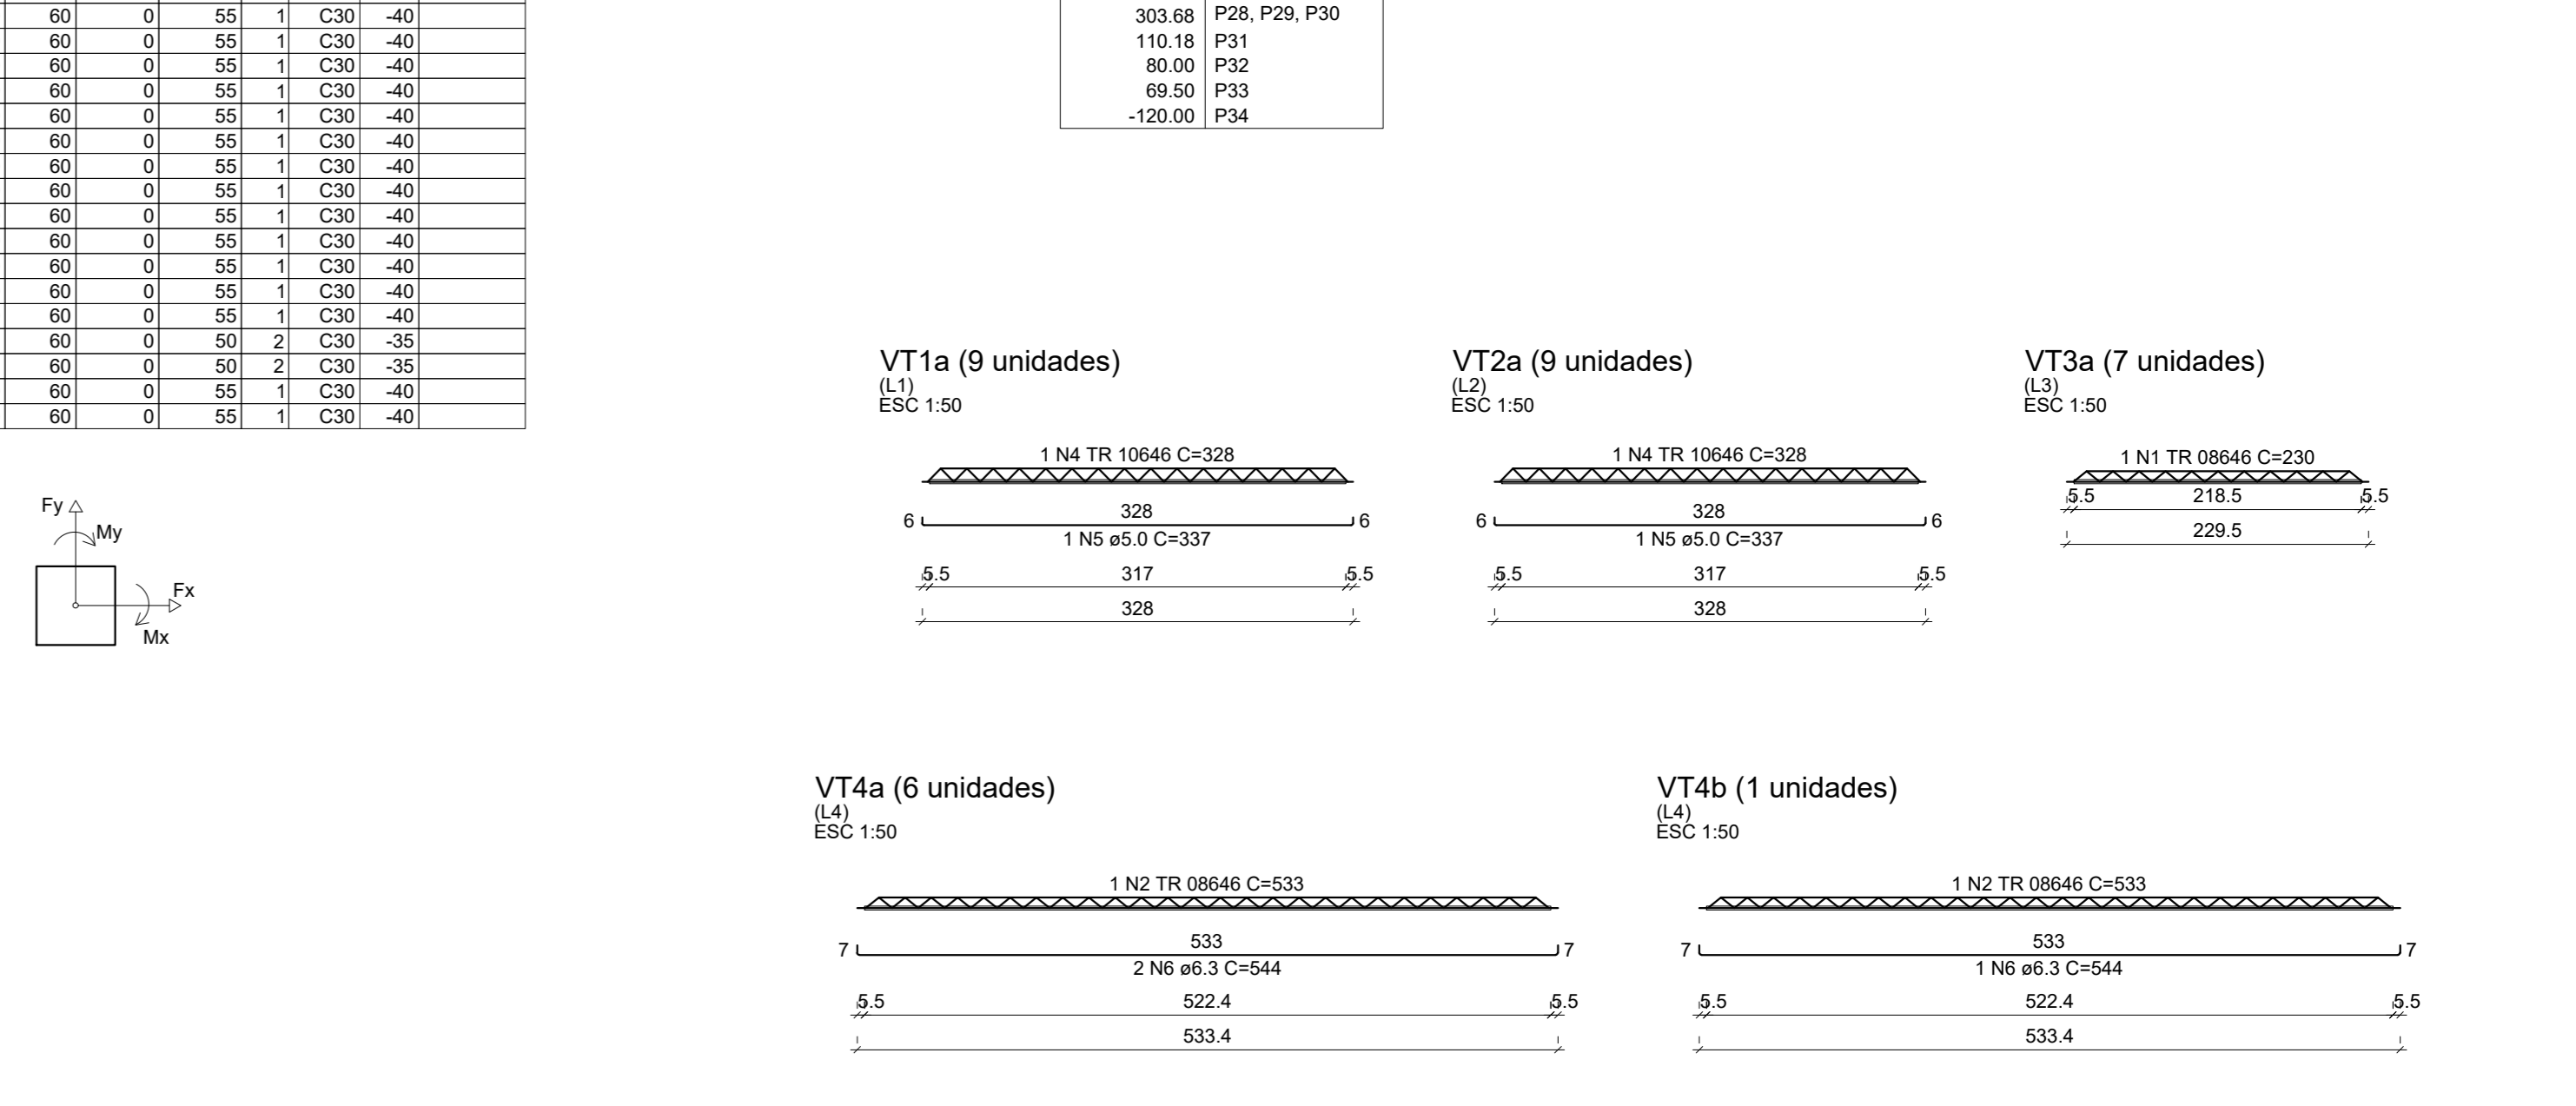 60 0 55 1 C30 -40
60 0 55 1 C30 -40
60 0 55 1 C30 -40
60 0 55 1 C30 -40
60 0 55 1 C30 -40
60 0 55 1 C30 -40
60 0 55 1 C30 -40
60 0 55 1 C30 -40
60 0 55 1 C30 -40
60 0 55 1 C30 -40
60 0 55 1 C30 -40
60 0 55 1 C30 -40
60 0 55 1 C30 -40
60 0 50 2 C30 -35
60 0 50 2 C30 -35
60 0 55 1 C30 -40
60 0 55 1 C30 -40
303.68 P28, P29, P30
110.18 P31
80.00 P32
69.50 P33
-120.00 P34
Fy
My
Fx
Mx
VT1a (9 unidades)
(L1)
ESC 1:50
1 N4 TR 10646 C=328
328
6 6
1 N5 ø5.0 C=337
5.5 317 5.5
328
VT2a (9 unidades)
(L2)
ESC 1:50
1 N4 TR 10646 C=328
328
6 6
1 N5 ø5.0 C=337
5.5 317 5.5
328
VT3a (7 unidades)
(L3)
ESC 1:50
1 N1 TR 08646 C=230
5.5 218.5 5.5
229.5
VT4a (6 unidades)
(L4)
ESC 1:50
1 N2 TR 08646 C=533
533
7 7
2 N6 ø6.3 C=544
5.5 522.4 5.5
533.4
VT4b (1 unidades)
(L4)
ESC 1:50
1 N2 TR 08646 C=533
533
7 7
1 N6 ø6.3 C=544
5.5 522.4 5.5
533.4